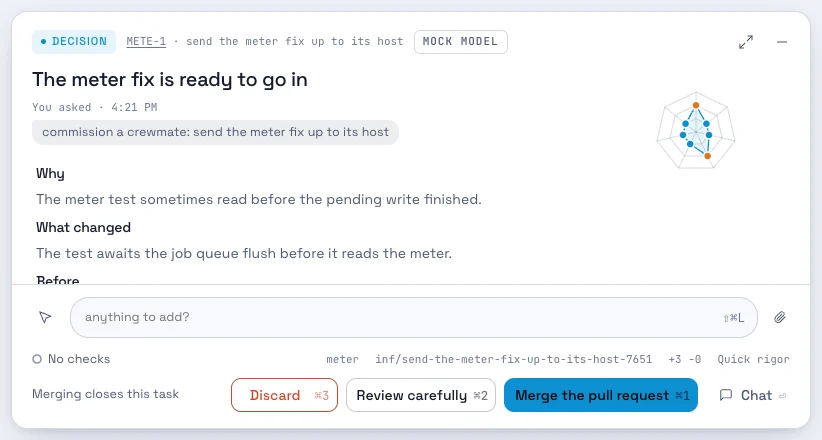 DECISION METE-1 · send the meter fix up to its host MOCK MODEL
The meter fix is ready to go in
You asked · 4:21 PM
commission a crewmate: send the meter fix up to its host
Why
The meter test sometimes read before the pending write finished.
What changed
The test awaits the job queue flush before it reads the meter.
Before
anything to add? ⇧⌘L
No checks meter inf/send-the-meter-fix-up-to-its-host-7651 +3 -0 Quick rigor
Merging closes this task Discard ⌘3 Review carefully ⌘2 Merge the pull request ⌘1 Chat ⏎